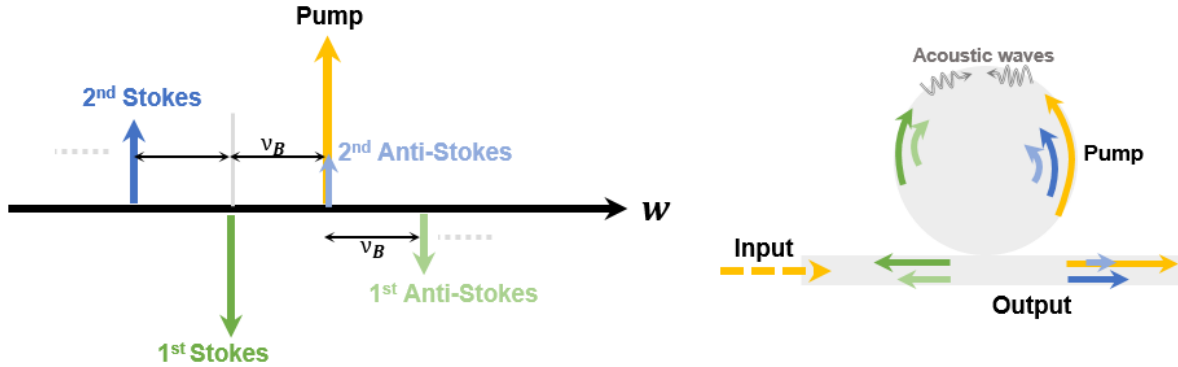 Pump
2nd Stokes
νB
2nd Anti-Stokes
w
νB
1st Anti-Stokes
1st Stokes
Acoustic waves
Pump
Input
Output